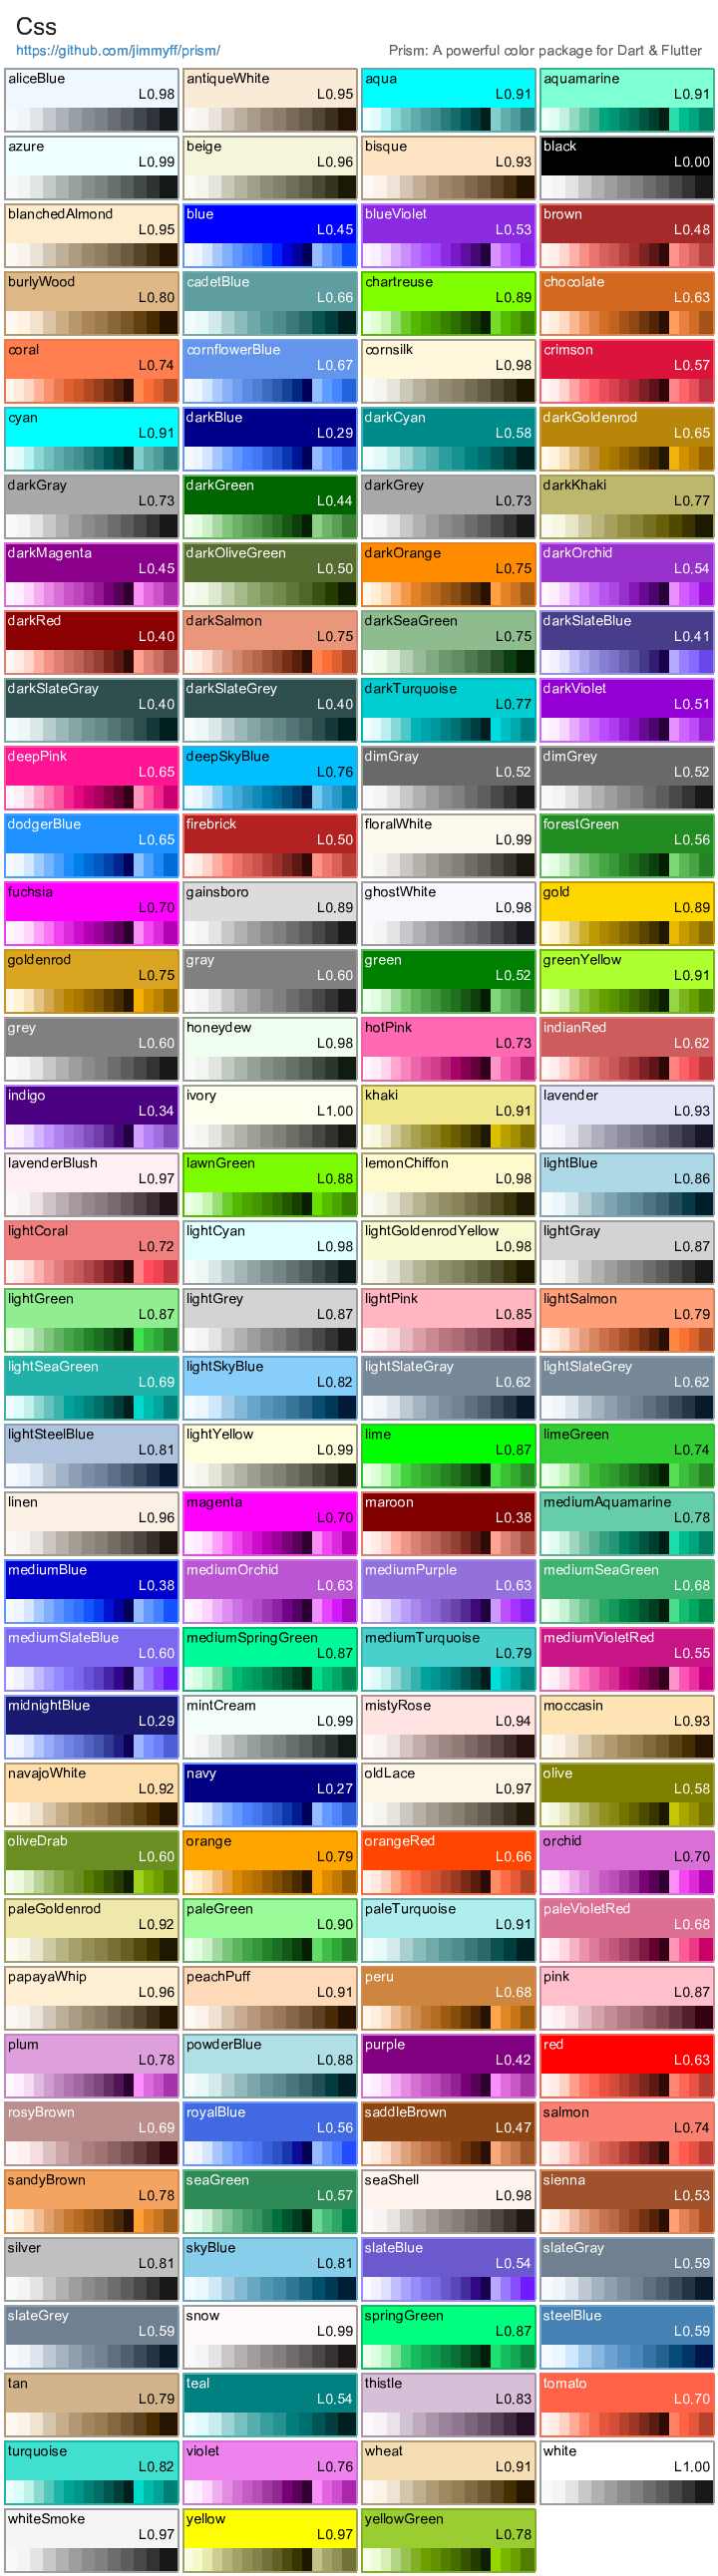 Css
https://github.com/jimmyff/prism/ Prism: A powerful color package for Dart & Flutter
aliceBlue antiqueWhite aqua aquamarine
L0.98 L0.95 L0.91 L0.91
azure beige bisque black
L0.99 L0.96 L0.93 L0.00
blanchedAlmond blue blueViolet brown
L0.95 L0.45 L0.53 L0.48
burlyWood cadetBlue chartreuse chocolate
L0.80 L0.66 L0.89 L0.63
coral cornflowerBlue cornsilk crimson
L0.74 L0.67 L0.98 L0.57
cyan darkBlue darkCyan darkGoldenrod
L0.91 L0.29 L0.58 L0.65
darkGray darkGreen darkGrey darkKhaki
L0.73 L0.44 L0.73 L0.77
darkMagenta darkOliveGreen darkOrange darkOrchid
L0.45 L0.50 L0.75 L0.54
darkRed darkSalmon darkSeaGreen darkSlateBlue
L0.40 L0.75 L0.75 L0.41
darkSlateGray darkSlateGrey darkTurquoise darkViolet
L0.40 L0.40 L0.77 L0.51
deepPink deepSkyBlue dimGray dimGrey
L0.65 L0.76 L0.52 L0.52
dodgerBlue firebrick floralWhite forestGreen
L0.65 L0.50 L0.99 L0.56
fuchsia gainsboro ghostWhite gold
L0.70 L0.89 L0.98 L0.89
goldenrod gray green greenYellow
L0.75 L0.60 L0.52 L0.91
grey honeydew hotPink indianRed
L0.60 L0.98 L0.73 L0.62
indigo ivory khaki lavender
L0.34 L1.00 L0.91 L0.93
lavenderBlush lawnGreen lemonChiffon lightBlue
L0.97 L0.88 L0.98 L0.86
lightCoral lightCyan lightGoldenrodYellow lightGray
L0.72 L0.98 L0.98 L0.87
lightGreen lightGrey lightPink lightSalmon
L0.87 L0.87 L0.85 L0.79
lightSeaGreen lightSkyBlue lightSlateGray lightSlateGrey
L0.69 L0.82 L0.62 L0.62
lightSteelBlue lightYellow lime limeGreen
L0.81 L0.99 L0.87 L0.74
linen magenta maroon mediumAquamarine
L0.96 L0.70 L0.38 L0.78
mediumBlue mediumOrchid mediumPurple mediumSeaGreen
L0.38 L0.63 L0.63 L0.68
mediumSlateBlue mediumSpringGreen mediumTurquoise mediumVioletRed
L0.60 L0.87 L0.79 L0.55
midnightBlue mintCream mistyRose moccasin
L0.29 L0.99 L0.94 L0.93
navajoWhite navy oldLace olive
L0.92 L0.27 L0.97 L0.58
oliveDrab orange orangeRed orchid
L0.60 L0.79 L0.66 L0.70
paleGoldenrod paleGreen paleTurquoise paleVioletRed
L0.92 L0.90 L0.91 L0.68
papayaWhip peachPuff peru pink
L0.96 L0.91 L0.68 L0.87
plum powderBlue purple red
L0.78 L0.88 L0.42 L0.63
rosyBrown royalBlue saddleBrown salmon
L0.69 L0.56 L0.47 L0.74
sandyBrown seaGreen seaShell sienna
L0.78 L0.57 L0.98 L0.53
silver skyBlue slateBlue slateGray
L0.81 L0.81 L0.54 L0.59
slateGrey snow springGreen steelBlue
L0.59 L0.99 L0.87 L0.59
tan teal thistle tomato
L0.79 L0.54 L0.83 L0.70
turquoise violet wheat white
L0.82 L0.76 L0.91 L1.00
whiteSmoke yellow yellowGreen
L0.97 L0.97 L0.78